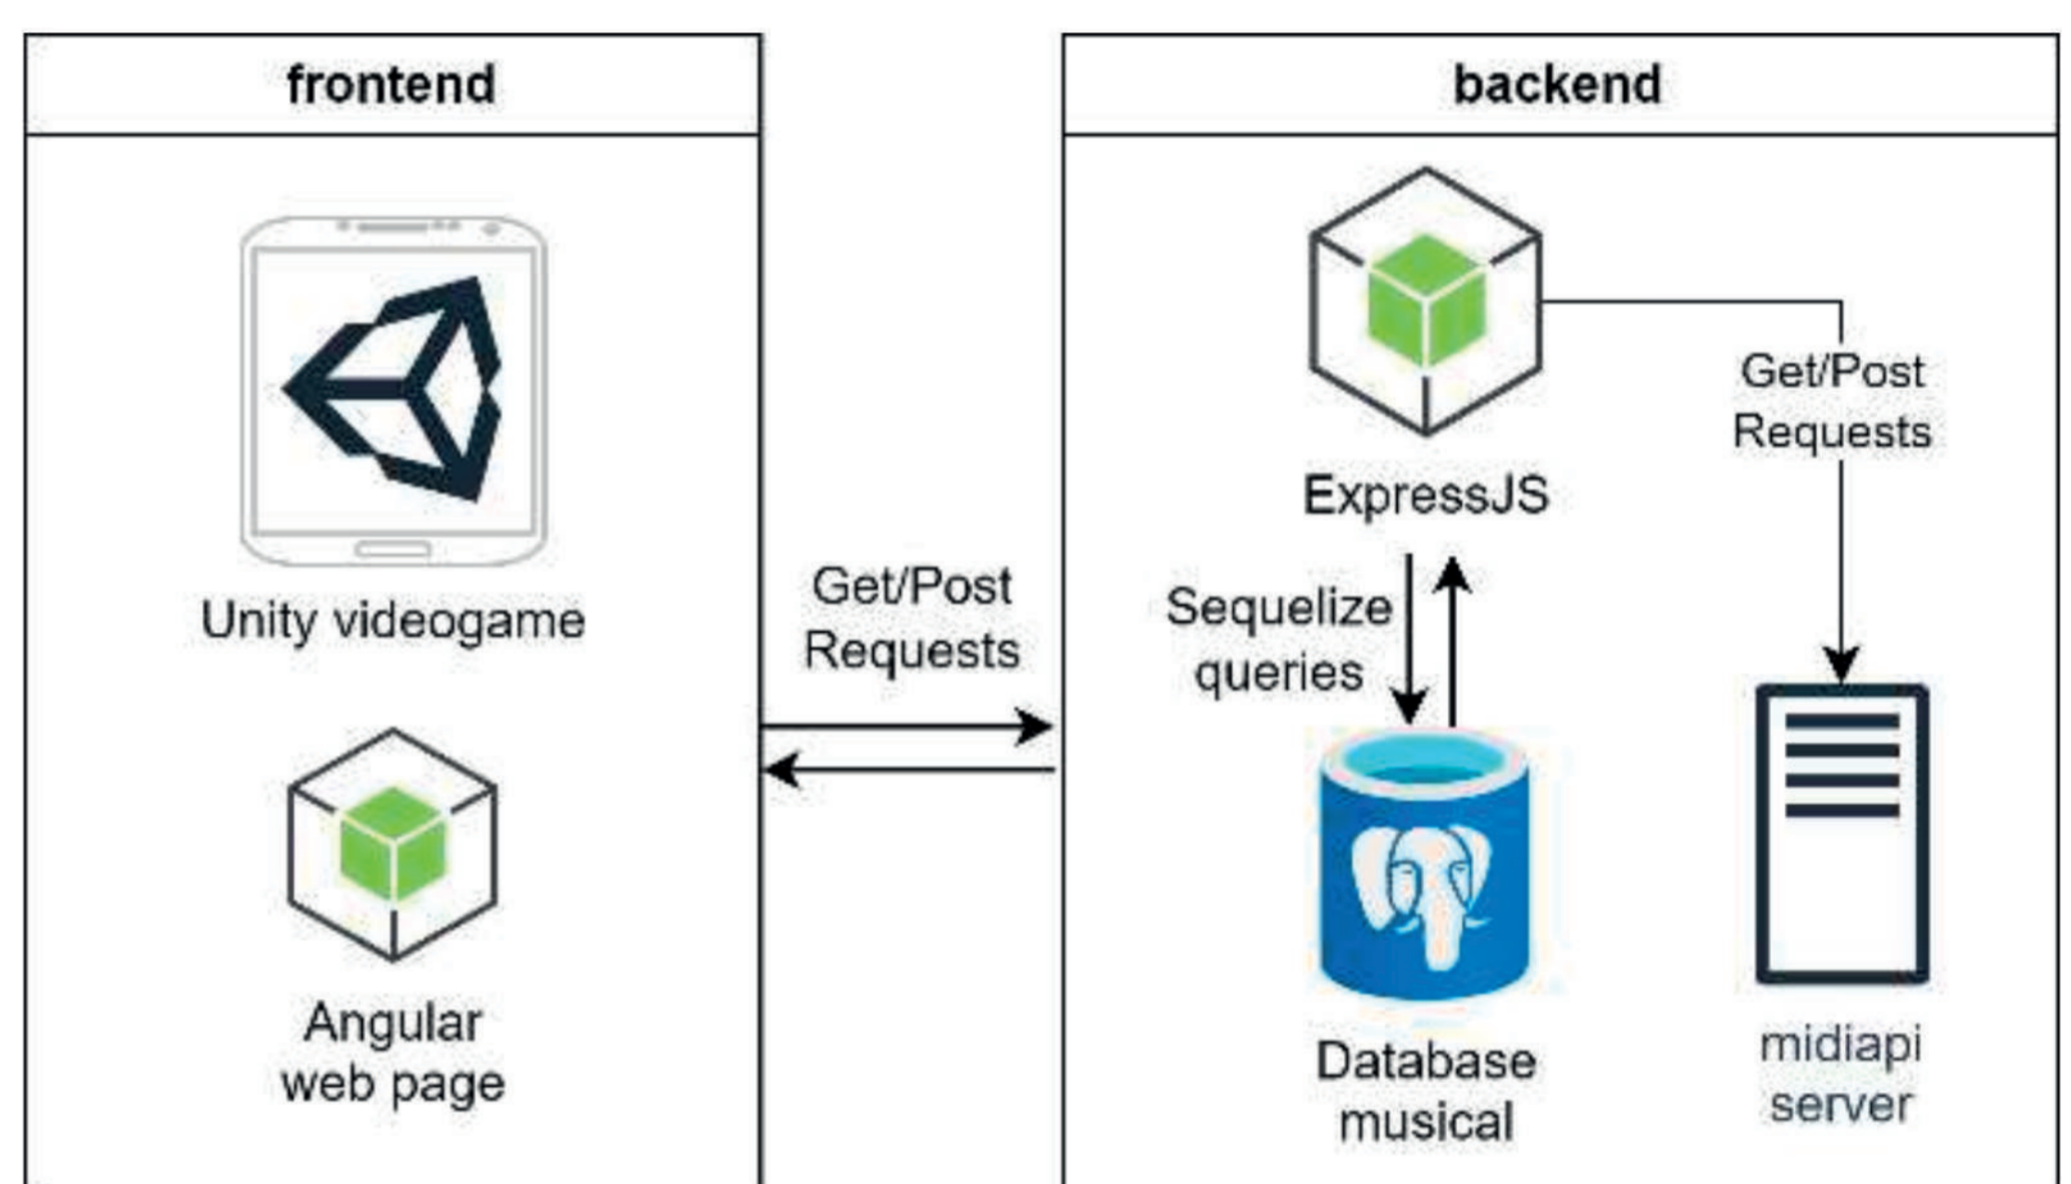 frontend
Unity videogame
Angular
web page
Get/Post
Requests
backend
ExpressJS
Get/Post
Requests
Sequelize
queries
Database
musical
midiapi
server